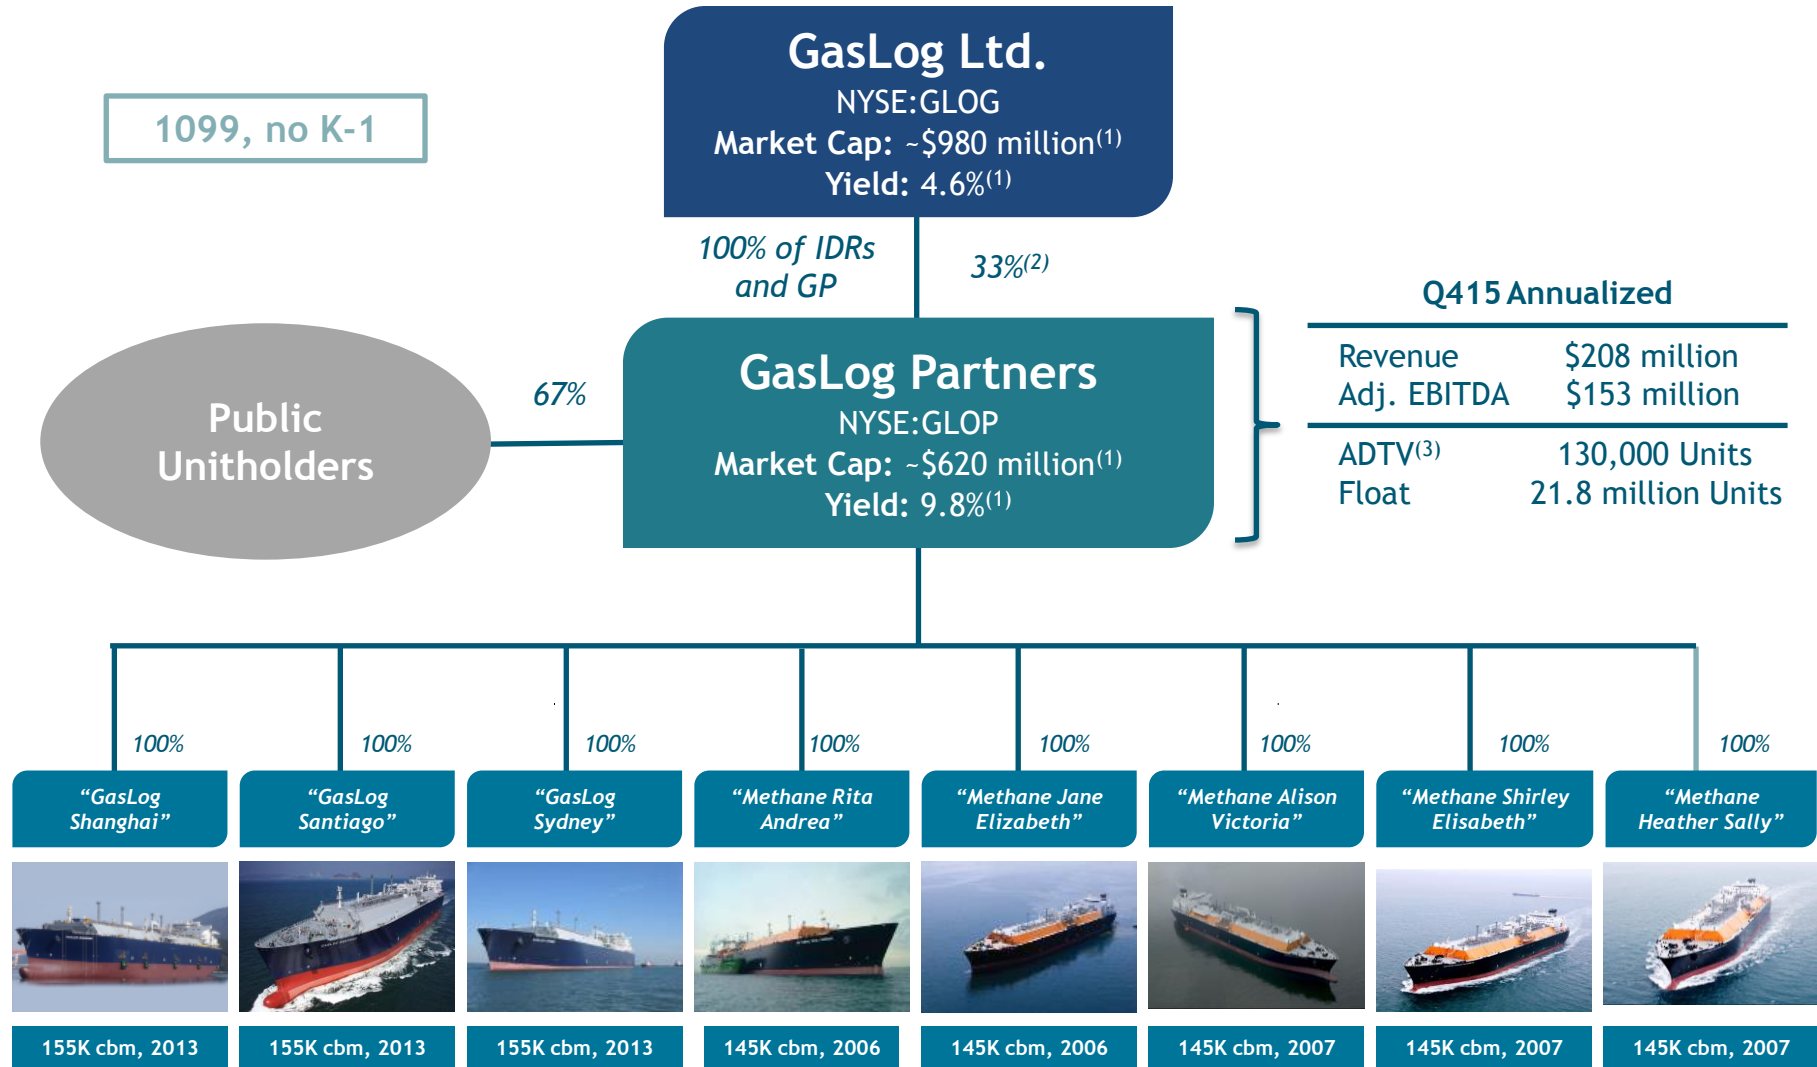 GasLog Ltd.
NYSE:GLOG
Market Cap: ~$980 million(1)
Yield: 4.6%(1)
1099, no K-1
100% of IDRs
and GP
33%(2)
Public
Unitholders
67%
GasLog Partners
NYSE:GLOP
Market Cap: ~$620 million(1)
Yield: 9.8%(1)
Q415 Annualized
Revenue $208 million
Adj. EBITDA $153 million
ADTV(3) 130,000 Units
Float 21.8 million Units
100% 100% 100% 100% 100% 100% 100% 100%
“GasLog
Shanghai”
“GasLog
Santiago”
“GasLog
Sydney”
“Methane Rita
Andrea”
“Methane Jane
Elizabeth”
“Methane Alison
Victoria”
“Methane Shirley
Elisabeth”
“Methane
Heather Sally”
155K cbm, 2013
155K cbm, 2013
155K cbm, 2013
145K cbm, 2006
145K cbm, 2006
145K cbm, 2007
145K cbm, 2007
145K cbm, 2007